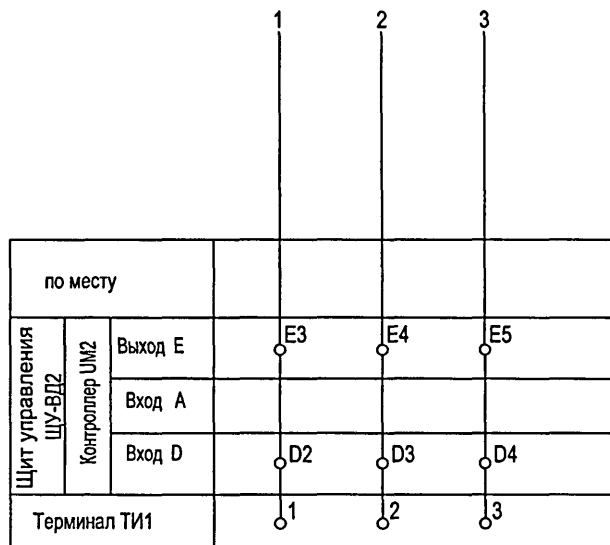 1 2 3
по месту
Щит управления
ЩУ-ВД2
Контроллер UM2
Выход E E3 E4 E5
Вход A
Вход D D2 D3 D4
Терминал ТИ1 1 2 3